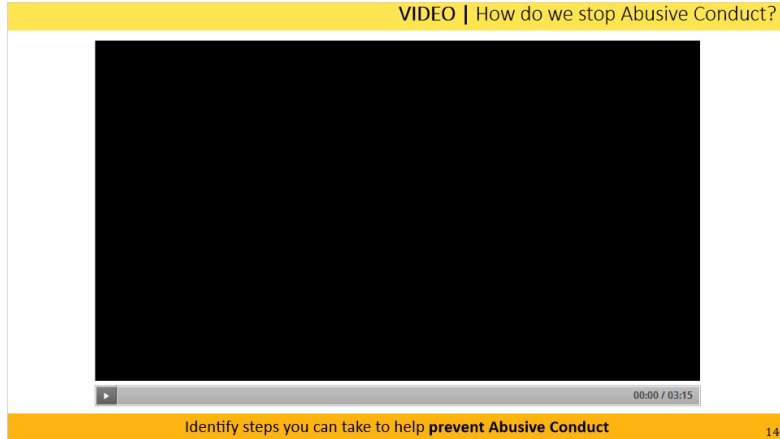 VIDEO | How do we stop Abusive Conduct?
00:00 / 03:15
Identify steps you can take to help prevent Abusive Conduct
14